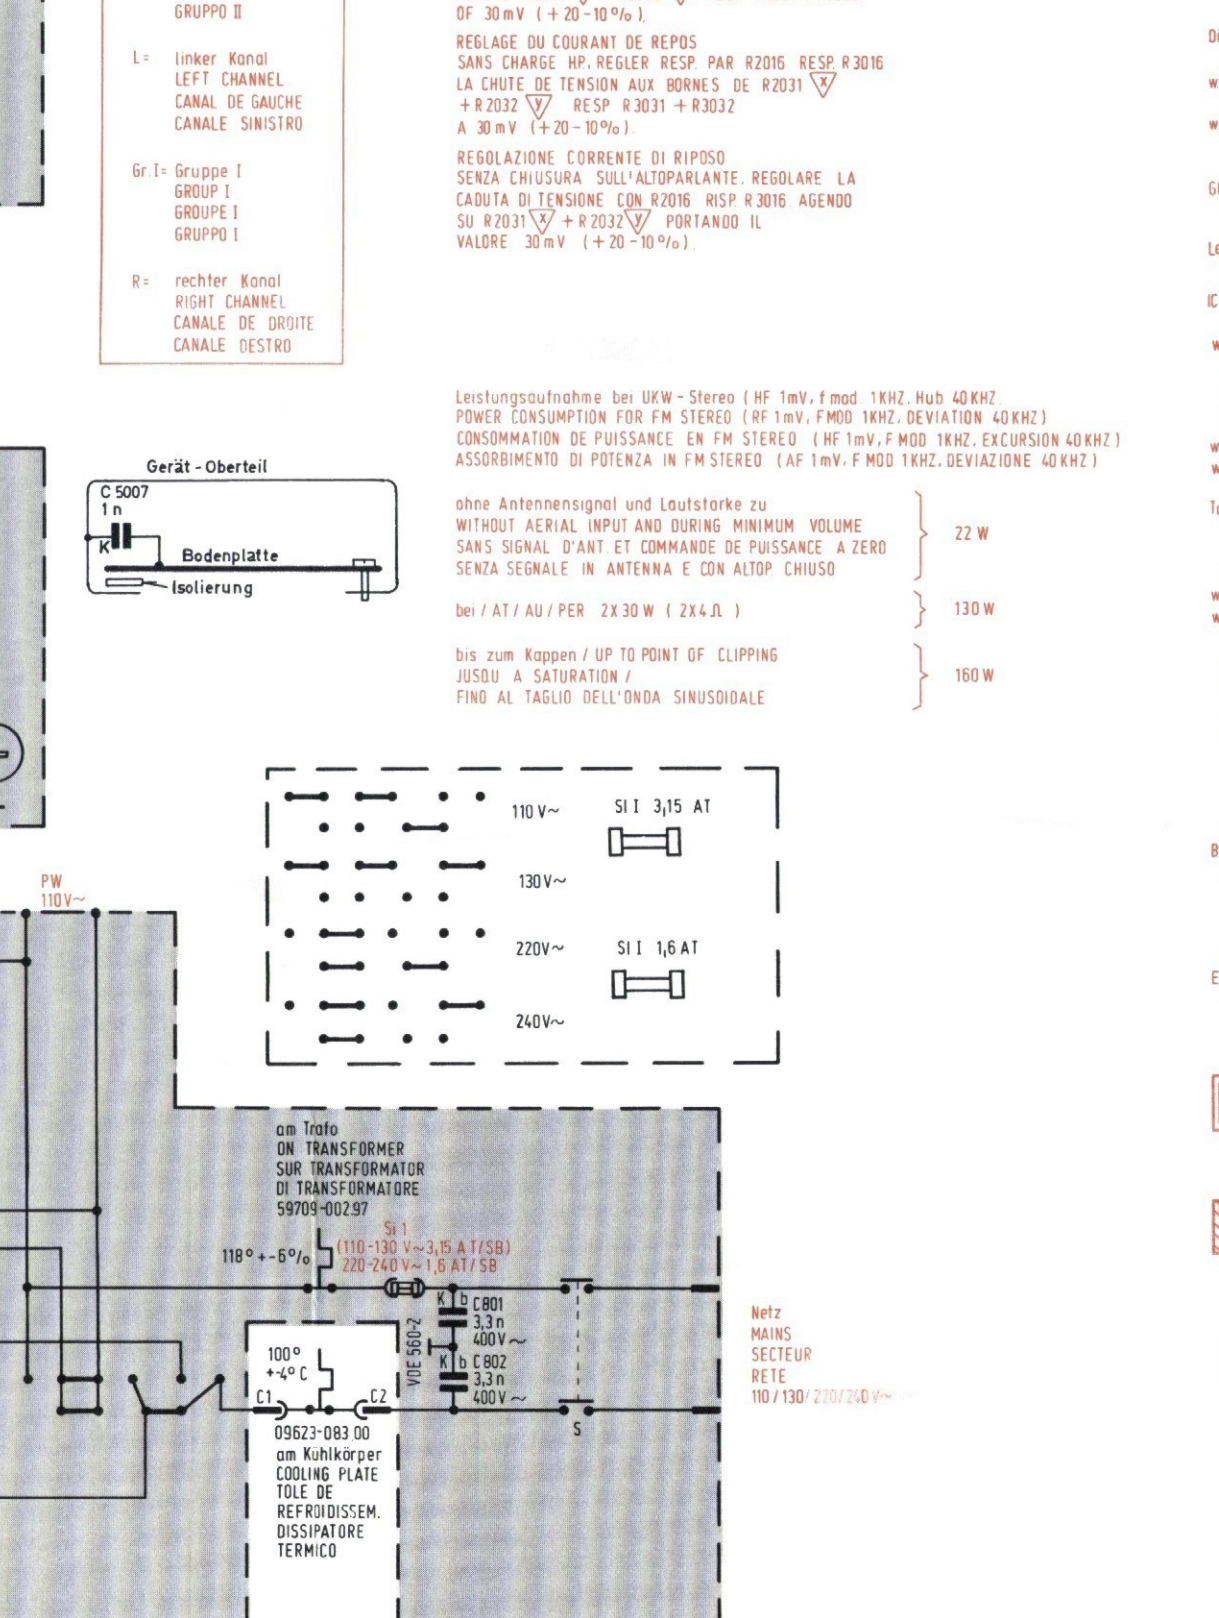 GRUPPO II
L= linker Kanal
LEFT CHANNEL
CANAL DE GAUCHE
CANALE SINISTRO
Gr.I= Gruppe I
GROUP I
GROUPE I
GRUPPO I
R= rechter Kanal
RIGHT CHANNEL
CANALE DE DROITE
CANALE DESTRO
OF 30 mV (+20-10%).
REGLAGE DU COURANT DE REPOS
SANS CHARGE HP, REGLER RESP. PAR R2016 RESP. R3016
LA CHUTE DE TENSION AUX BORNES DE R2031 X
+R2032 Y RESP R3031 + R3032
A 30 mV (+20-10%).
REGOLAZIONE CORRENTE DI RIPOSO
SENZA CHIUSURA SULL'ALTOPARLANTE. REGOLARE LA
CADUTA DI TENSIONE CON R2016 RISP. R3016 AGENDO
SU R2031 X + R2032 Y PORTANDO IL
VALORE 30 mV (+20-10%).
Leistungsaufnahme bei UKW-Stereo (HF 1mV, f mod. 1KHZ, Hub 40KHZ
POWER CONSUMPTION FOR FM STEREO (RF 1mV, FMOD 1KHZ, DEVIATION 40KHZ)
CONSOMMATION DE PUISSANCE EN FM STEREO (HF 1mV, F MOD 1KHZ, EXCURSION 40KHZ)
ASSORBIMENTO DI POTENZA IN FM STEREO (AF 1mV, F MOD 1KHZ, DEVIAZIONE 40KHZ)
ohne Antennensignal und Lautstärke zu
WITHOUT AERIAL INPUT AND DURING MINIMUM VOLUME
SANS SIGNAL D'ANT. ET COMMANDE DE PUISSANCE A ZERO
SENZA SEGNALE IN ANTENNA E CON ALTOP. CHIUSO
22 W
bei / AT / AU / PER 2X30 W (2X4Ω)
130 W
bis zum Kappen / UP TO POINT OF CLIPPING
JUSQU A SATURATION /
FINO AL TAGLIO DELL'ONDA SINUSOIDALE
160 W
Gerät-Oberteil
C 5007
1n
K
Bodenplatte
Isolierung
110 V~
SI I 3,15 AT
130 V~
220V~
SI I 1,6 AT
240V~
PW
110V~
am Trafo
ON TRANSFORMER
SUR TRANSFORMATOR
DI TRANSFORMATORE
59709-002.97
Si 1
(110-130 V~3,15 AT/SB)
220-240 V~ 1,6 AT/SB
118° +-6%
K b C801
3,3n
400V~
VDE 560-2
K b C802
3,3n
400V~
100°
+-4° C
C1
C2
09623-083.00
am Kühlkörper
COOLING PLATE
TOLE DE
REFROIDISSEM.
DISSIPATORE
TERMICO
S
Netz
MAINS
SECTEUR
RETE
110/130/220/240 V~